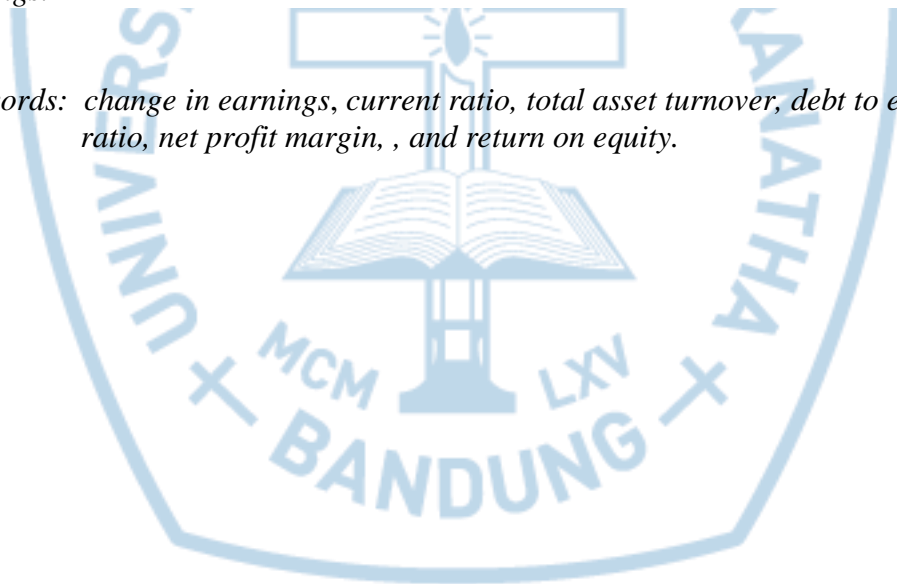 change in earnings, current ratio, total asset turnover, debt to
ratio, net profit margin, , and return on equity.
MCM LXV
BANDUNG